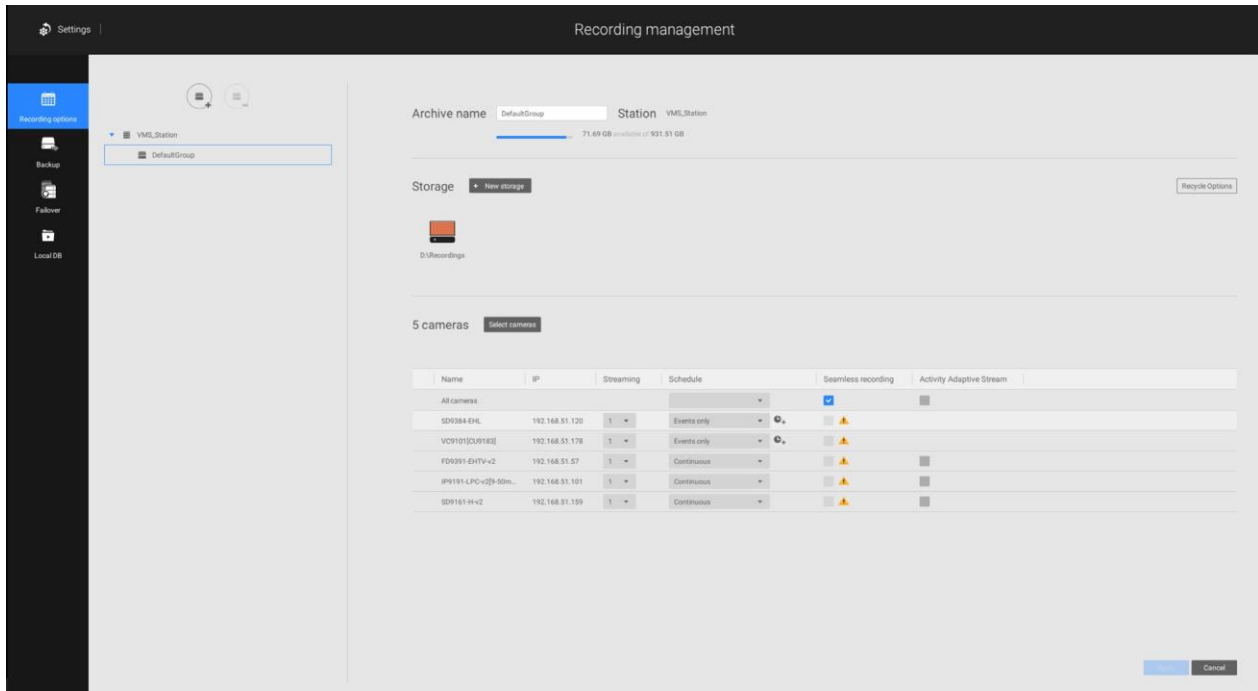 Settings
Recording management
Recording options
Backup
Failover
Local DB
VMS_Station
DefaultGroup
Archive name DefaultGroup Station VMS_Station
71.69 GB available of 931.51 GB
Storage + New storage Recycle Options
D:\Recordings
5 cameras Select cameras
Name IP Streaming Schedule Seamless recording Activity Adaptive Stream
All cameras
SD9384-EHL 192.168.51.120 1 Events only
VC9101[CU9183] 192.168.51.178 1 Events only
FD9391-EHTV-v2 192.168.51.57 1 Continuous
IP9191-LPC-v2[9-50m... 192.168.51.101 1 Continuous
SD9161-H-v2 192.168.51.159 1 Continuous
Apply Cancel